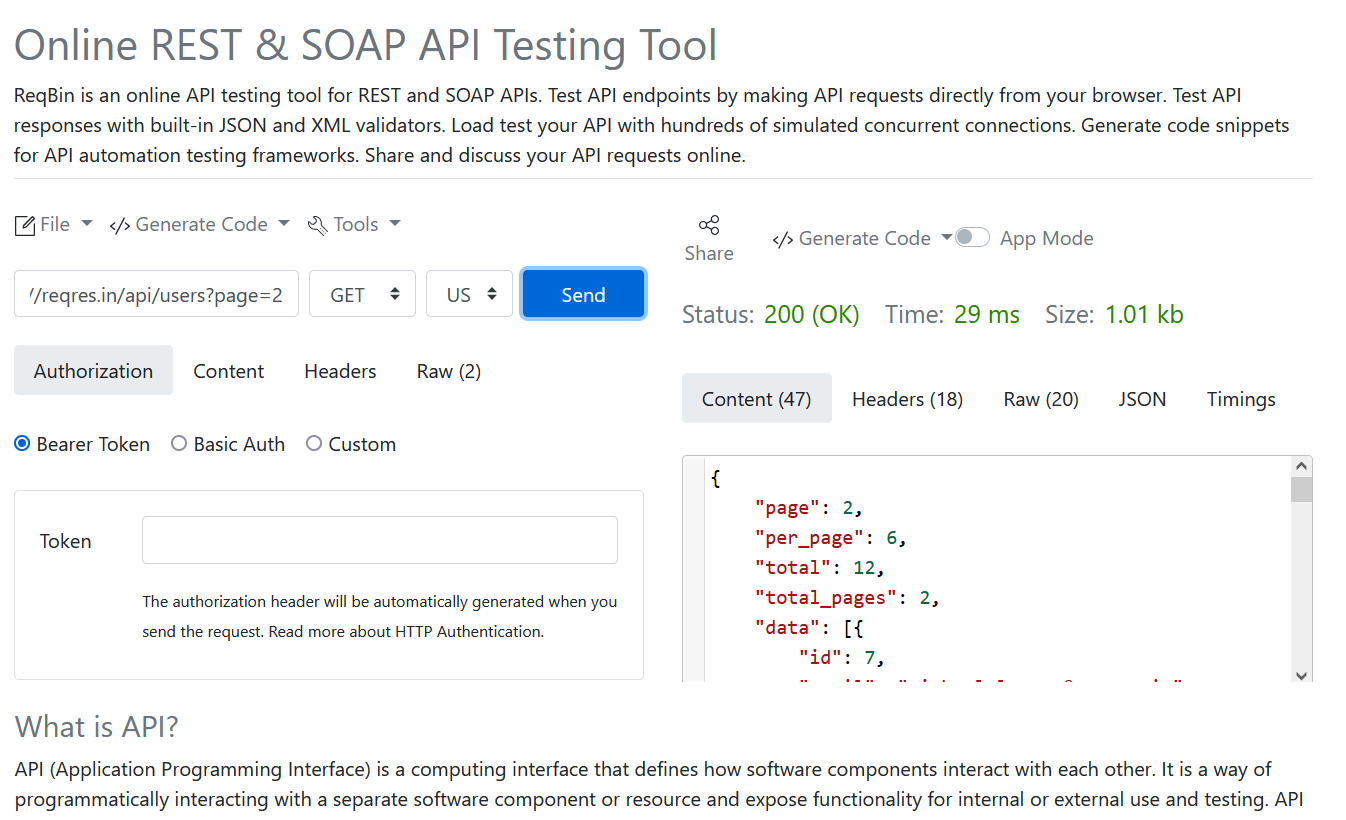 Online REST & SOAP API Testing Tool
ReqBin is an online API testing tool for REST and SOAP APIs. Test API endpoints by making API requests directly from your browser. Test API
responses with built-in JSON and XML validators. Load test your API with hundreds of simulated concurrent connections. Generate code snippets
for API automation testing frameworks. Share and discuss your API requests online.
File </> Generate Code Tools
//reqres.in/api/users?page=2 GET US Send
Authorization Content Headers Raw (2)
Bearer Token Basic Auth Custom
Token
The authorization header will be automatically generated when you
send the request. Read more about HTTP Authentication.
Share </> Generate Code App Mode
Status: 200 (OK) Time: 29 ms Size: 1.01 kb
Content (47) Headers (18) Raw (20) JSON Timings
{
"page": 2,
"per_page": 6,
"total": 12,
"total_pages": 2,
"data": [{
"id": 7,
What is API?
API (Application Programming Interface) is a computing interface that defines how software components interact with each other. It is a way of
programmatically interacting with a separate software component or resource and expose functionality for internal or external use and testing. API